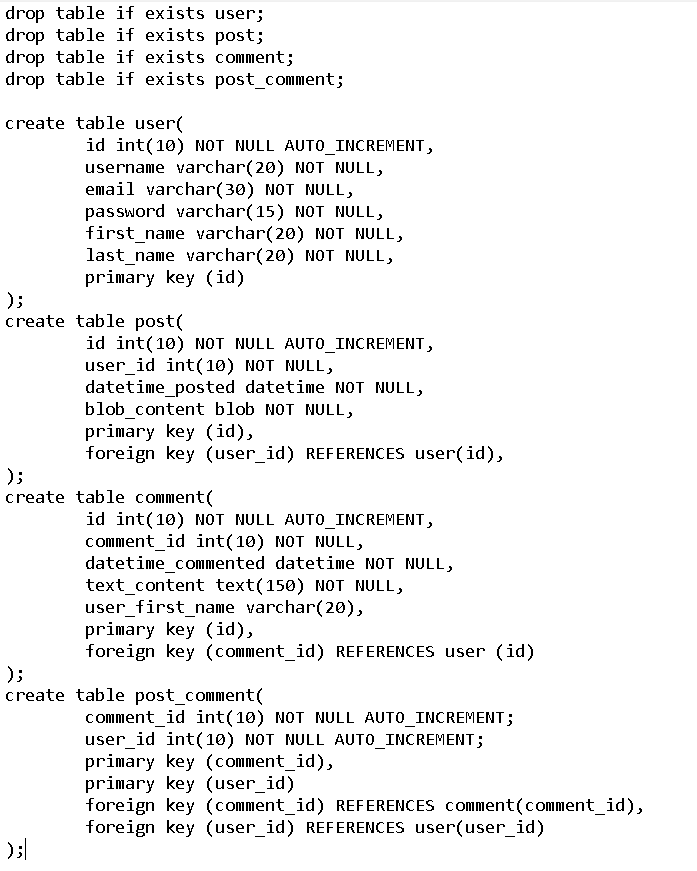 drop table if exists user;
drop table if exists post;
drop table if exists comment;
drop table if exists post_comment;

create table user(
        id int(10) NOT NULL AUTO_INCREMENT,
        username varchar(20) NOT NULL,
        email varchar(30) NOT NULL,
        password varchar(15) NOT NULL,
        first_name varchar(20) NOT NULL,
        last_name varchar(20) NOT NULL,
        primary key (id)
);
create table post(
        id int(10) NOT NULL AUTO_INCREMENT,
        user_id int(10) NOT NULL,
        datetime_posted datetime NOT NULL,
        blob_content blob NOT NULL,
        primary key (id),
        foreign key (user_id) REFERENCES user(id),
);
create table comment(
        id int(10) NOT NULL AUTO_INCREMENT,
        comment_id int(10) NOT NULL,
        datetime_commented datetime NOT NULL,
        text_content text(150) NOT NULL,
        user_first_name varchar(20),
        primary key (id),
        foreign key (comment_id) REFERENCES user (id)
);
create table post_comment(
        comment_id int(10) NOT NULL AUTO_INCREMENT;
        user_id int(10) NOT NULL AUTO_INCREMENT;
        primary key (comment_id),
        primary key (user_id)
        foreign key (comment_id) REFERENCES comment(comment_id),
        foreign key (user_id) REFERENCES user(user_id)
);